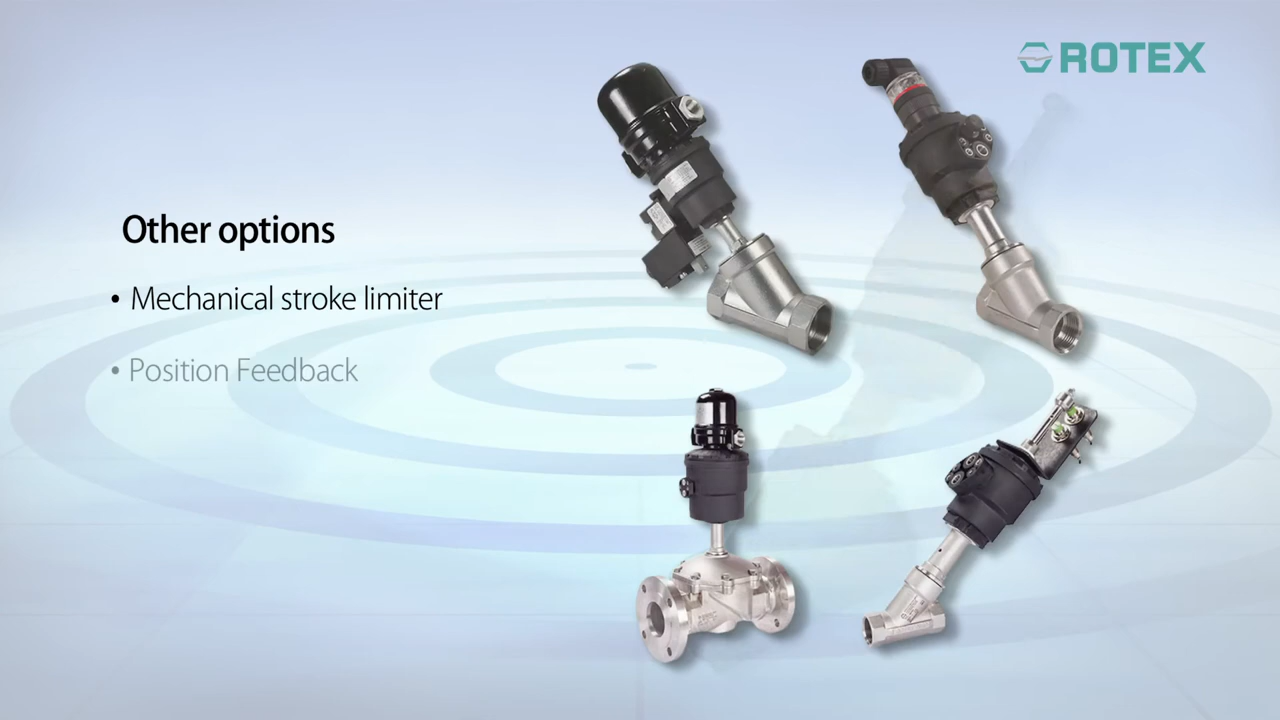 ROTEX
Other options
• Mechanical stroke limiter
• Position Feedback